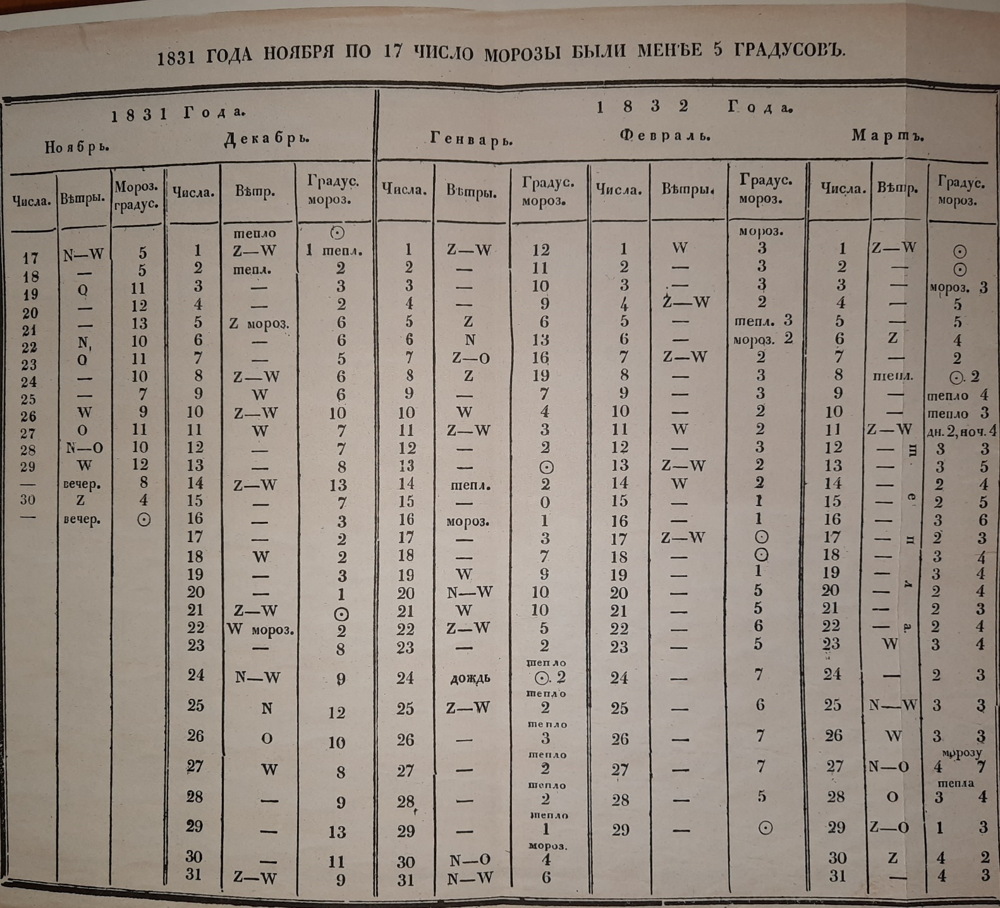 1831 ГОДА НОЯБРЯ ПО 17 ЧИСЛО МОРОЗЫ БЫЛИ МЕНѢЕ 5 ГРАДУСОВЪ.
1831 Года. 1832 Года.
Ноябрь. Декабрь. Генварь. Февраль. Мартъ.
Числа. Вѣтры. Мороз. градус. Числа. Вѣтр. Градус. мороз. Числа. Вѣтры. Градус. мороз. Числа. Вѣтры. Градус. мороз. Числа. Вѣтр. Градус. мороз.
тепло ☉ мороз.
17 N—W 5 1 Z—W 1 тепл. 1 Z—W 12 1 W 3 1 Z—W ☉
18 — 5 2 тепл. 2 2 — 11 2 — 3 2 — ☉
19 O 11 3 — 3 3 — 10 3 — 3 3 — мороз. 3
20 — 12 4 — 2 4 — 9 4 Z—W 2 4 — 5
21 — 13 5 Z мороз. 6 5 Z 6 5 — тепл. 3 5 — 5
22 N 10 6 — 6 6 N 13 6 — мороз. 2 6 Z 4
23 O 11 7 — 5 7 Z—O 16 7 Z—W 2 7 — 2
24 — 10 8 Z—W 6 8 Z 19 8 — 3 8 тепл. ☉. 2
25 — 7 9 W 6 9 — 7 9 — 3 9 — тепло 4
26 W 9 10 Z—W 10 10 W 4 10 — 2 10 — тепло 3
27 O 11 11 W 7 11 Z—W 3 11 W 2 11 Z—W дн. 2, ноч. 4
28 N—O 10 12 — 7 12 — 2 12 — 3 12 — т. 3 3
29 W 12 13 — 8 13 — ☉ 13 Z—W 2 13 — 3 5
— вечер. 8 14 Z—W 13 14 тепл. 2 14 W 2 14 — 2 4
30 Z 4 15 — 7 15 — 0 15 — 1 15 — е 2 5
— вечер. ☉ 16 — 3 16 мороз. 1 16 — 1 16 — 3 6
17 — 2 17 — 3 17 Z—W ☉ 17 — п 2 3
18 W 2 18 — 7 18 — ☉ 18 — 3 4
19 — 3 19 W 9 19 — 1 19 — л 3 4
20 — 1 20 N—W 10 20 — 5 20 — 2 4
21 Z—W ☉ 21 W 10 21 — 5 21 — 2 3
22 W мороз. 2 22 Z—W 5 22 — 6 22 — а. 2 4
23 — 8 23 — 2 23 — 5 23 W 3 4
тепло
24 N—W 9 24 дождь ☉. 2 24 — 7 24 — 2 3
тепло
25 N 12 25 Z—W 2 25 — 6 25 N—W 3 3
тепло
26 O 10 26 — 3 26 — 7 26 W 3 3
тепло морозу
27 W 8 27 — 2 27 — 7 27 N—O 4 7
тепло тепла
28 — 9 28 — 2 28 — 5 28 O 3 4
тепло
29 — 13 29 — 1 29 — ☉ 29 Z—O 1 3
мороз.
30 — 11 30 N—O 4 30 Z 4 2
31 Z—W 9 31 N—W 6 31 — 4 3